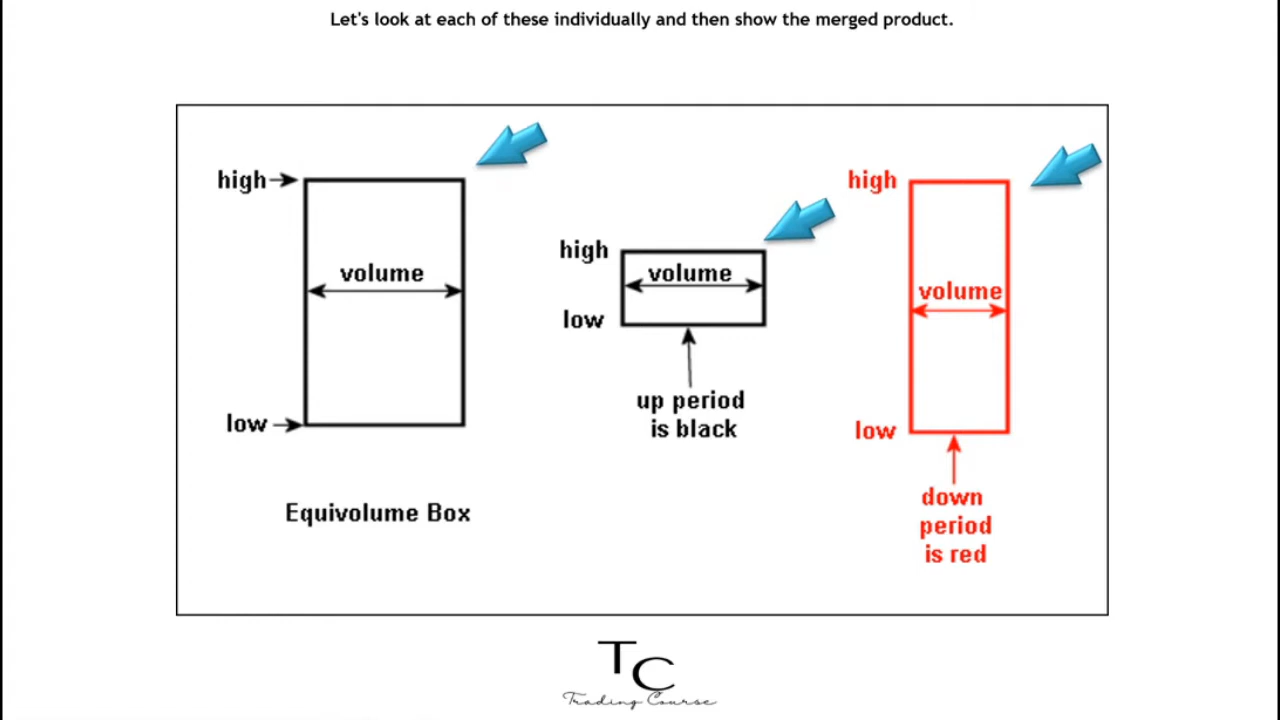 Let's look at each of these individually and then show the merged product.
high
volume
low
Equivolume Box
high
volume
low
up period
is black
high
volume
low
down
period
is red
TC
Trading Course